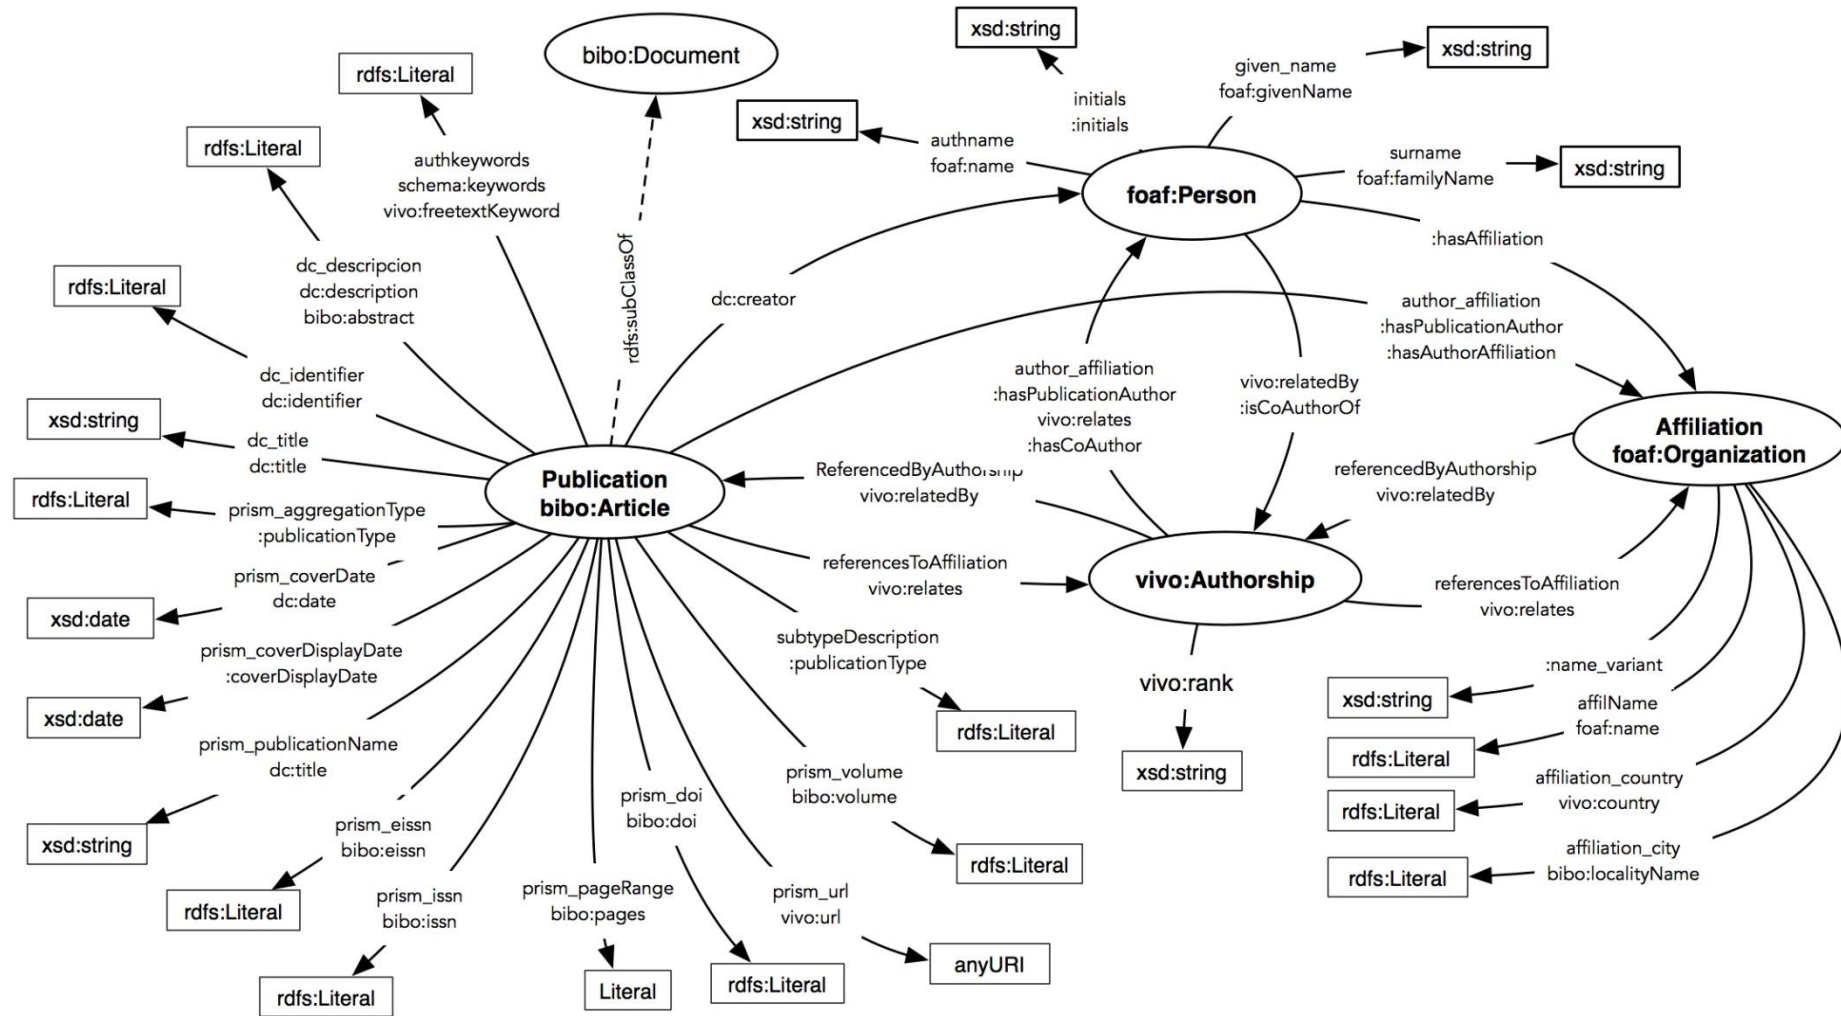 bibo:Document
rdfs:Literal
authkeywords
schema:keywords
vivo:freetextKeyword
rdfs:Literal
dc_descripcion
dc:description
bibo:abstract
rdfs:Literal
dc_identifier
dc:identifier
xsd:string
dc_title
dc:title
rdfs:Literal
prism_aggregationType
:publicationType
xsd:date
prism_coverDate
dc:date
xsd:date
prism_coverDisplayDate
:coverDisplayDate
xsd:string
prism_publicationName
dc:title
rdfs:Literal
prism_eissn
bibo:eissn
rdfs:Literal
prism_issn
bibo:issn
Literal
prism_pageRange
bibo:pages
rdfs:Literal
prism_doi
bibo:doi
anyURI
prism_url
vivo:url
rdfs:Literal
prism_volume
bibo:volume
rdfs:Literal
subtypeDescription
:publicationType
Publication
bibo:Article
rdfs:subClassOf
dc:creator
xsd:string
authname
foaf:name
xsd:string
initials
:initials
xsd:string
given_name
foaf:givenName
xsd:string
surname
foaf:familyName
foaf:Person
:hasAffiliation
author_affiliation
:hasPublicationAuthor
:hasAuthorAffiliation
author_affiliation
:hasPublicationAuthor
vivo:relates
:hasCoAuthor
vivo:relatedBy
:isCoAuthorOf
ReferencedByAuthorship
vivo:relatedBy
referencesToAffiliation
vivo:relates
referencedByAuthorship
vivo:relatedBy
Affiliation
foaf:Organization
vivo:Authorship
referencesToAffiliation
vivo:relates
vivo:rank
xsd:string
:name_variant
xsd:string
affilName
foaf:name
rdfs:Literal
affiliation_country
vivo:country
rdfs:Literal
affiliation_city
bibo:localityName
rdfs:Literal